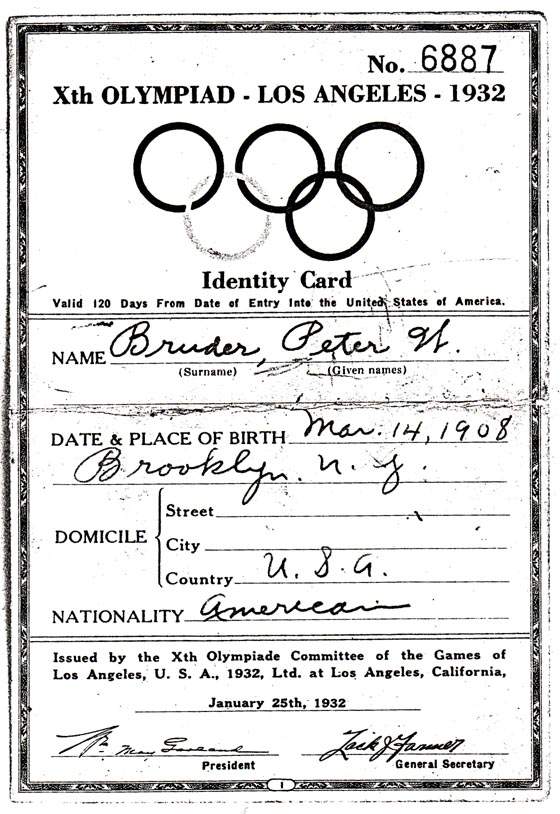 No. 6887
Xth OLYMPIAD - LOS ANGELES - 1932
Identity Card
Valid 120 Days From Date of Entry Into the United States of America.
NAME Bruder, Peter W.
(Surname) (Given names)
DATE & PLACE OF BIRTH Mar. 14, 1908
Brooklyn. N. Y.
DOMICILE
Street
City
Country U. S. A.
NATIONALITY American
Issued by the Xth Olympiade Committee of the Games of
Los Angeles, U. S. A., 1932, Ltd. at Los Angeles, California,
January 25th, 1932
Wm May Garland
President General Secretary
1